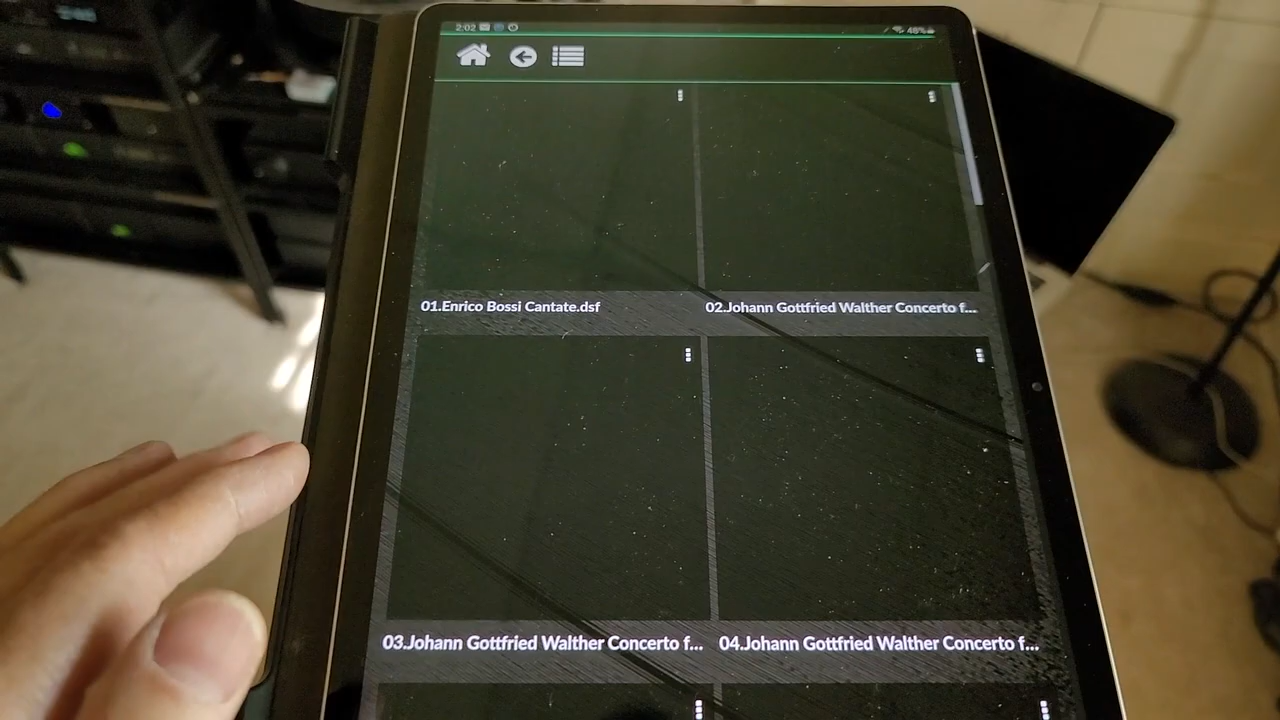 2:02
48%
01.Enrico Bossi Cantate.dsf
02.Johann Gottfried Walther Concerto f...
03.Johann Gottfried Walther Concerto f...
04.Johann Gottfried Walther Concerto f...